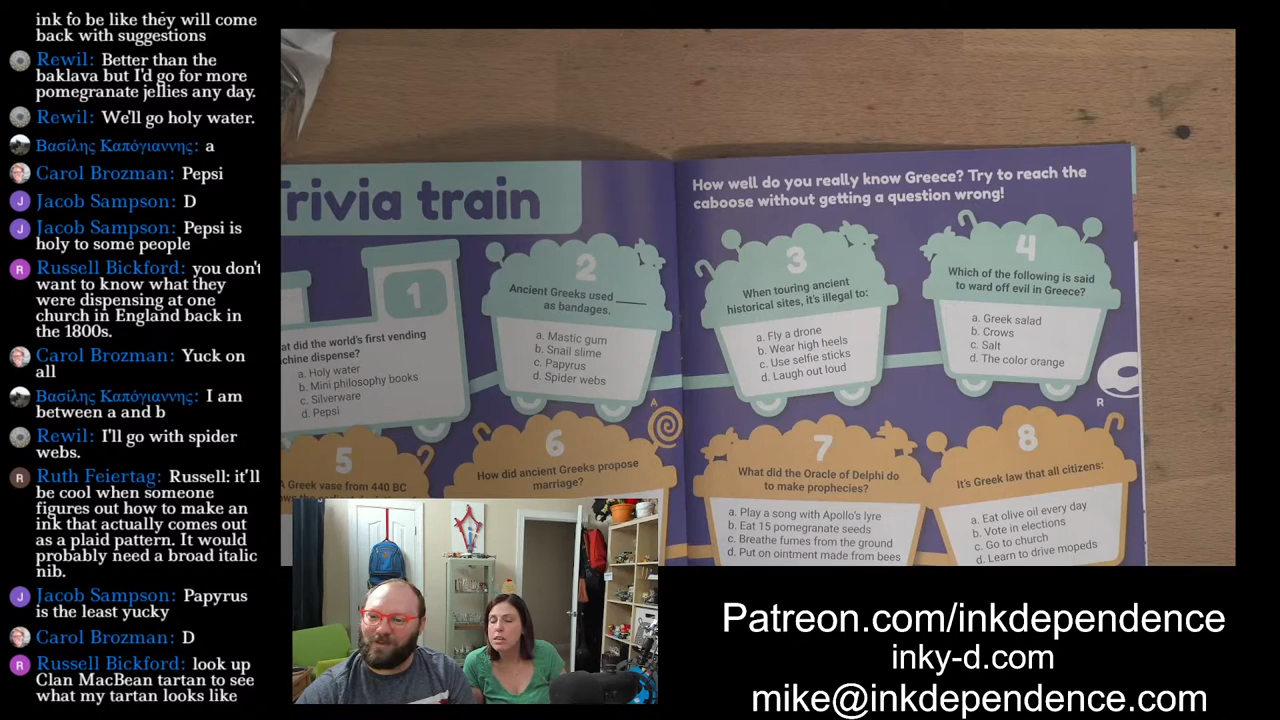 ink fo be like they will come
back with suggestions
Rewil: Better than the
baklava but I'd go for more
pomegranate jellies any day.
Rewil: We'll go holy water.
Βασίλης Καπόγιαννης: a
Carol Brozman: Pepsi
Jacob Sampson: D
Jacob Sampson: Pepsi is
holy to some people
Russell Bickford: you don't
want to know what they
were dispensing at one
church in England back in
the 1800s.
Carol Brozman: Yuck on
all
Βασίλης Καπόγιαννης: I am
between a and b
Rewil: I'll go with spider
webs.
Ruth Feiertag: Russell: it'll
be cool when someone
figures out how to make an
ink that actually comes out
as a plaid pattern. It would
probably need a broad italic
nib.
Jacob Sampson: Papyrus
is the least yucky
Carol Brozman: D
Russell Bickford: look up
Clan MacBean tartan to see
what my tartan looks like
Trivia train
How well do you really know Greece? Try to reach the
caboose without getting a question wrong!
1
did the world's first vending
dispense?
a. Holy water
b. Mini philosophy books
c. Silverware
d. Pepsi
2
Ancient Greeks used _____
as bandages.
a. Mastic gum
b. Snail slime
c. Papyrus
d. Spider webs
3
When touring ancient
historical sites, it's illegal to:
a. Fly a drone
b. Wear high heels
c. Use selfie sticks
d. Laugh out loud
4
Which of the following is said
to ward off evil in Greece?
a. Greek salad
b. Crows
c. Salt
d. The color orange
A
R
5
A Greek vase from 440 BC
6
How did ancient Greeks propose
marriage?
7
What did the Oracle of Delphi do
to make prophecies?
a. Play a song with Apollo's lyre
b. Eat 15 pomegranate seeds
c. Breathe fumes from the ground
d. Put on ointment made from bees
8
It's Greek law that all citizens:
a. Eat olive oil every day
b. Vote in elections
c. Go to church
d. Learn to drive mopeds
Patreon.com/inkdependence
inky-d.com
mike@inkdependence.com